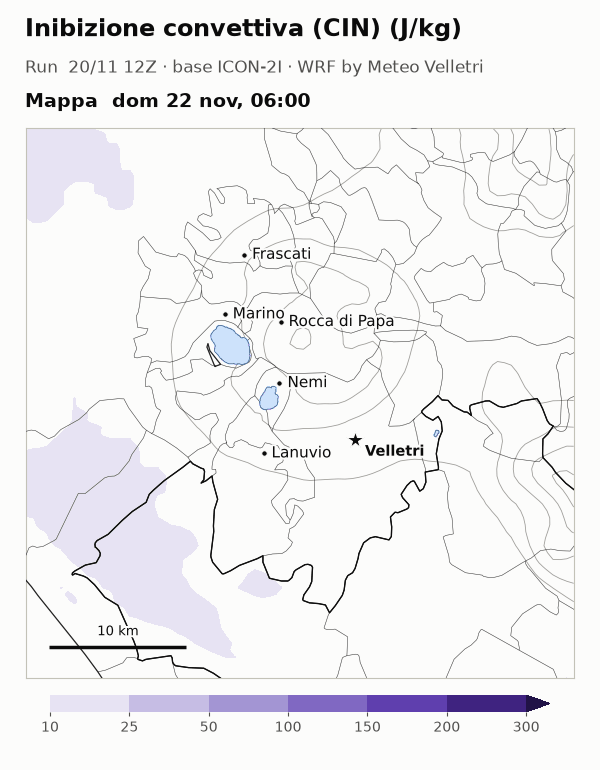 Inibizione convettiva (CIN) (J/kg)
Run  20/11 12Z · base ICON-2I · WRF by Meteo Velletri
Mappa  dom 22 nov, 06:00
Frascati
Marino
Rocca di Papa
Nemi
Velletri
Lanuvio
10 km
10 25 50 100 150 200 300